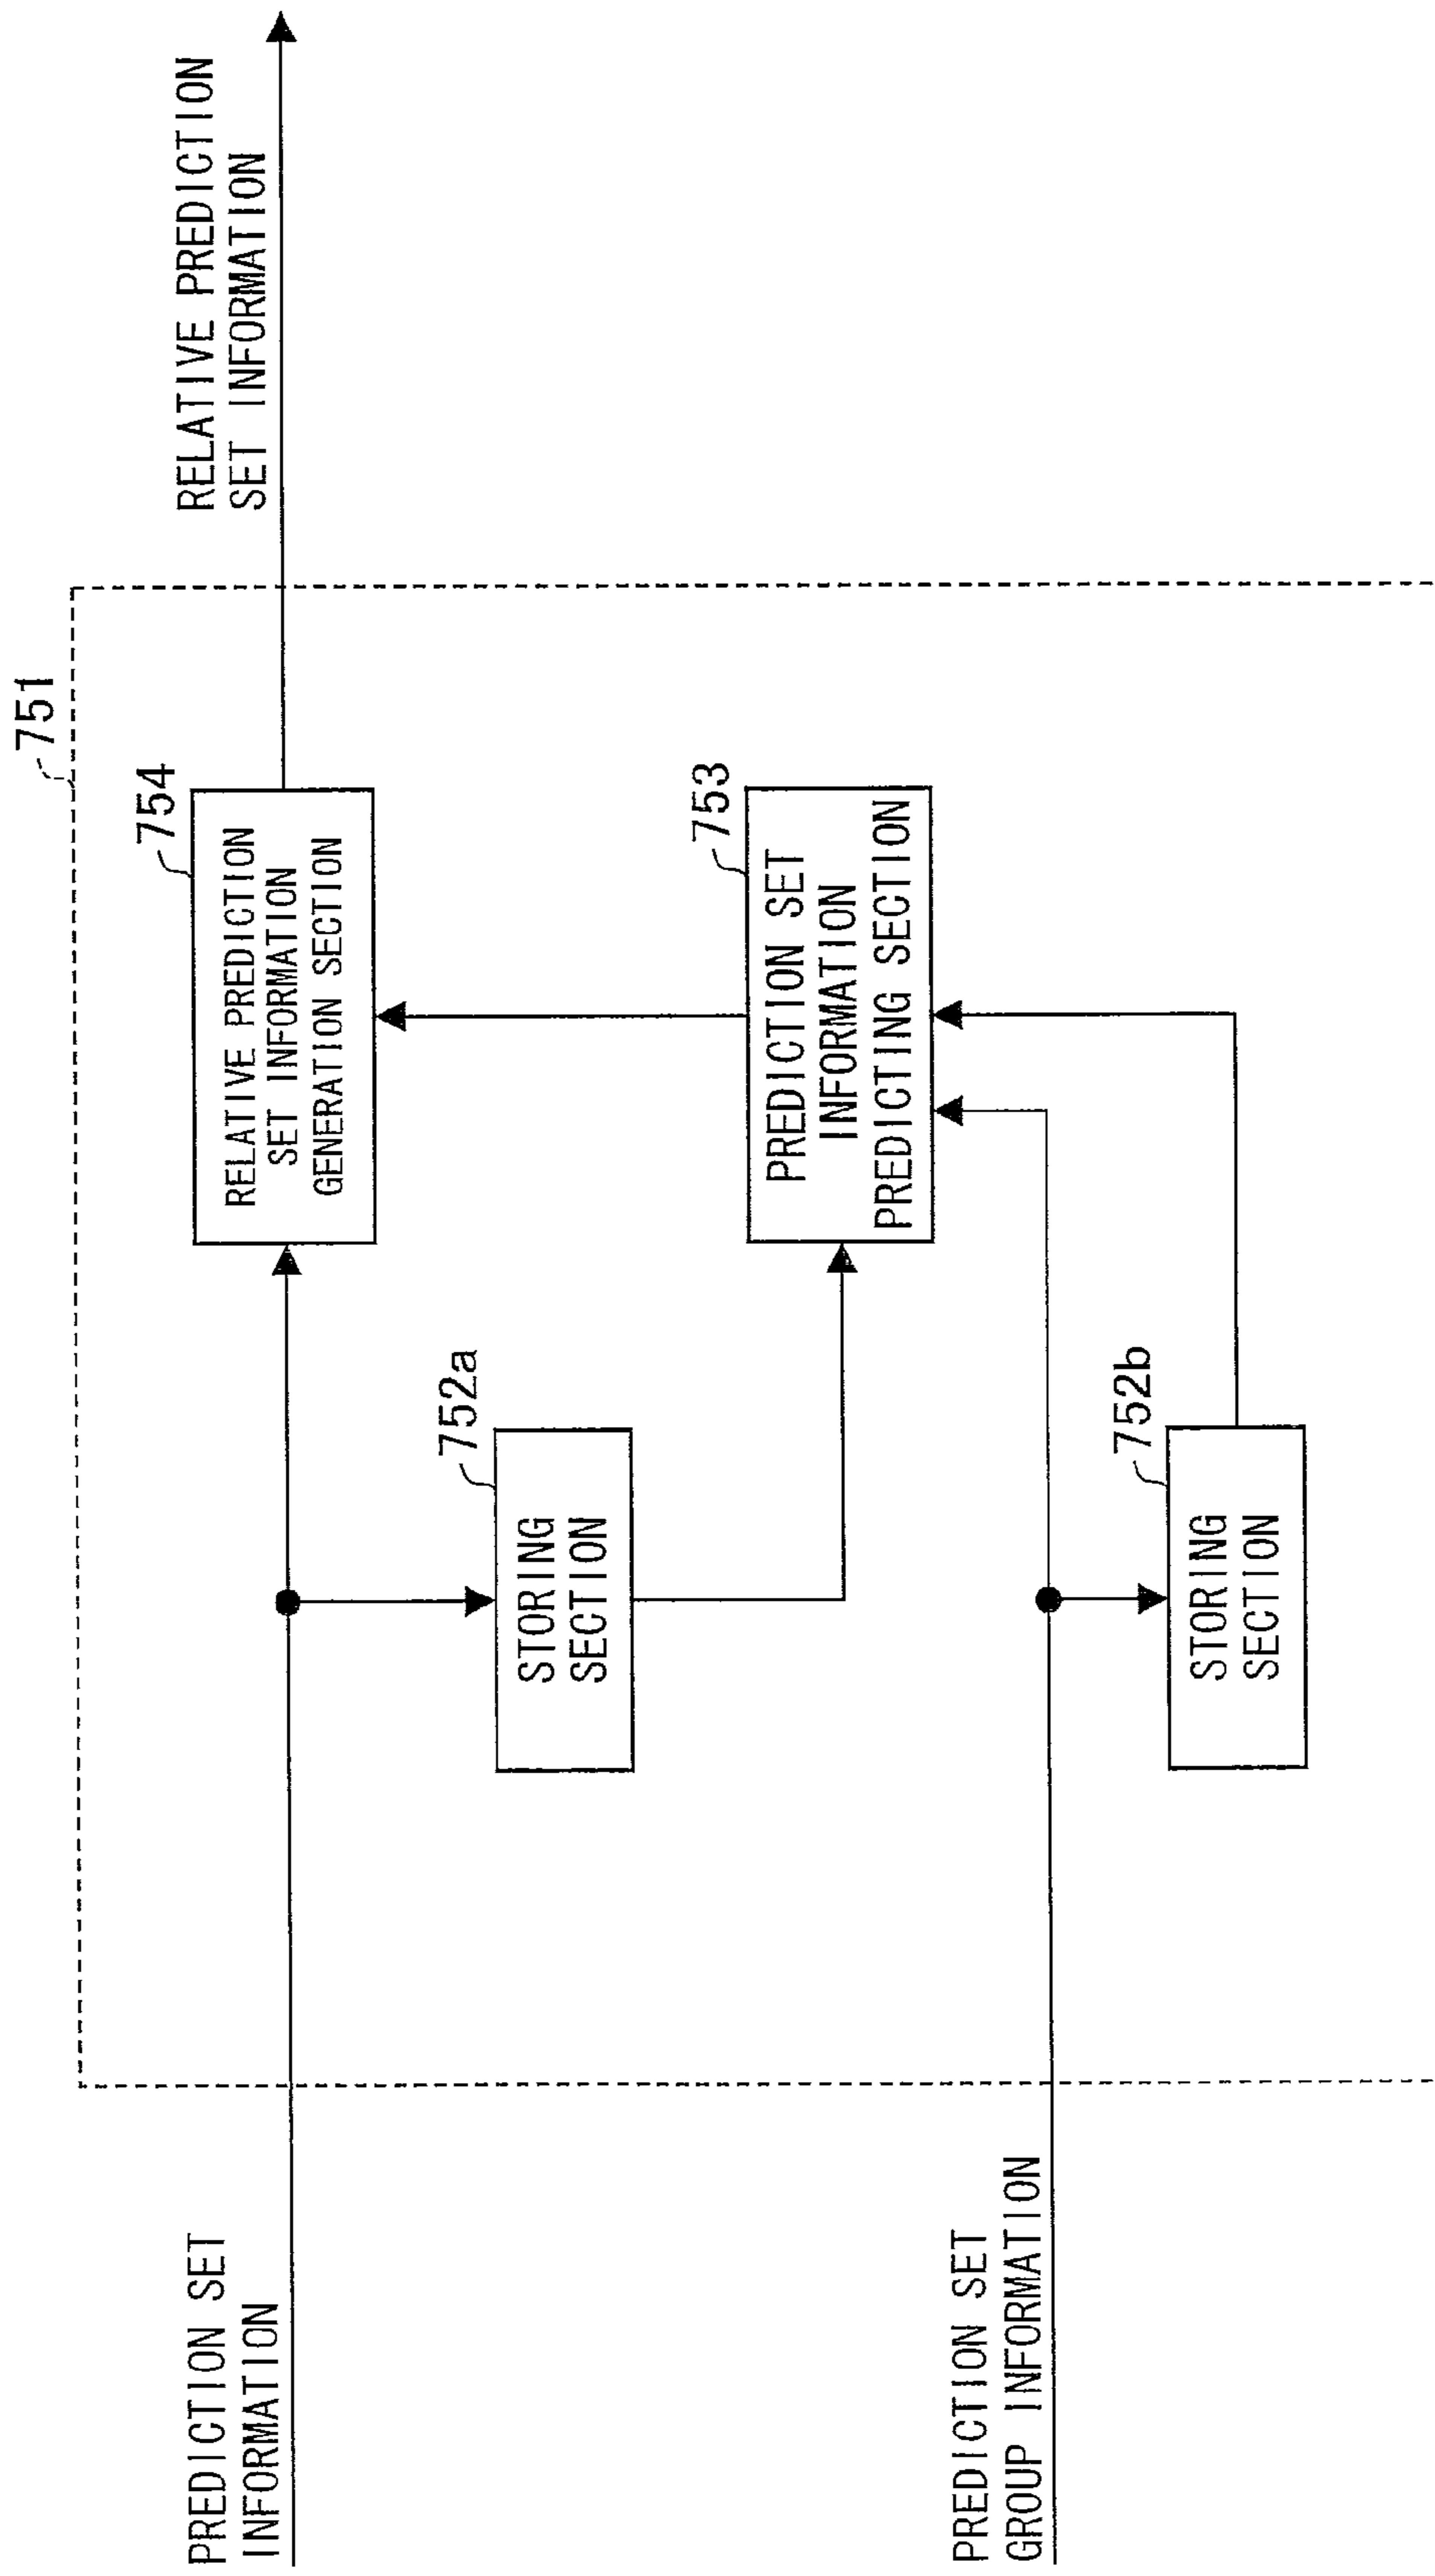 751
RELATIVE PREDICTION
SET INFORMATION
754
RELATIVE PREDICTION
SET INFORMATION
GENERATION SECTION
PREDICTION SET
INFORMATION
752a
STORING
SECTION
753
PREDICTION SET
INFORMATION
PREDICTING SECTION
PREDICTION SET
GROUP INFORMATION
752b
STORING
SECTION